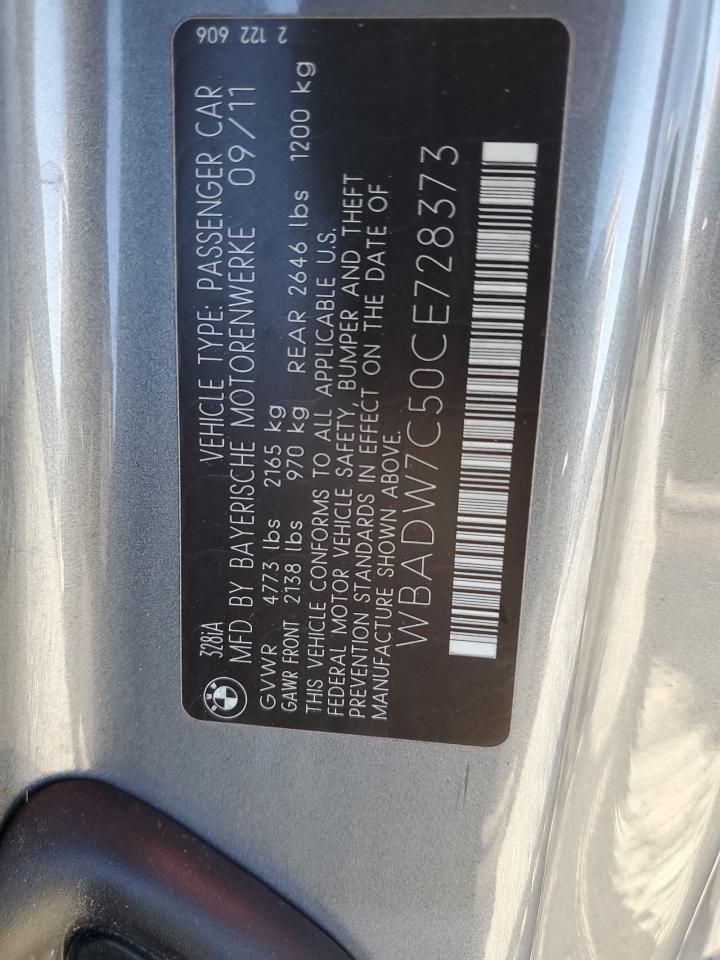 2 122 606
328iA VEHICLE TYPE: PASSENGER CAR
MFD. BY BAYERISCHE MOTORENWERKE 09/11
GVWR 4773 lbs 2165 kg
GAWR FRONT 2138 lbs 970 kg REAR 2646 lbs 1200 kg
THIS VEHICLE CONFORMS TO ALL APPLICABLE U.S.
FEDERAL MOTOR VEHICLE SAFETY, BUMPER AND THEFT
PREVENTION STANDARDS IN EFFECT ON THE DATE OF
MANUFACTURE SHOWN ABOVE.
WBADW7C50CE728373